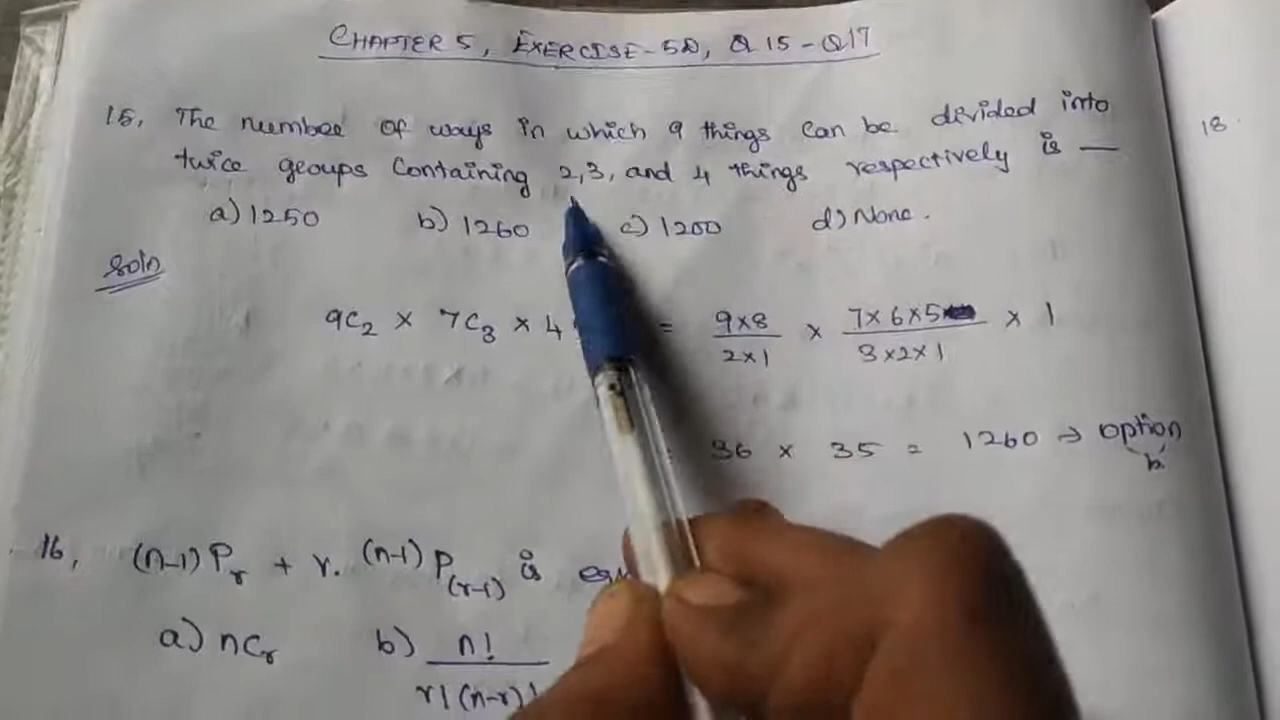 CHAPTER 5, EXERCISE-5D, Q 15-Q17
15, The number of ways in which 9 things can be devided into
twice groups containing 2,3, and 4 things respectively is —
a) 1250 b) 1260 c) 1200 d) None.
Soln
9C₂ × 7C₃ × 4 = 9×8/2×1 × 7×6×5/3×2×1 × 1
36 × 35 = 1260 → option
b.
16, (n-1)Pᵣ + r. (n-1)P₍ᵣ₋₁₎ is
a) nCᵣ b) n!/r!(n-r)!
18.